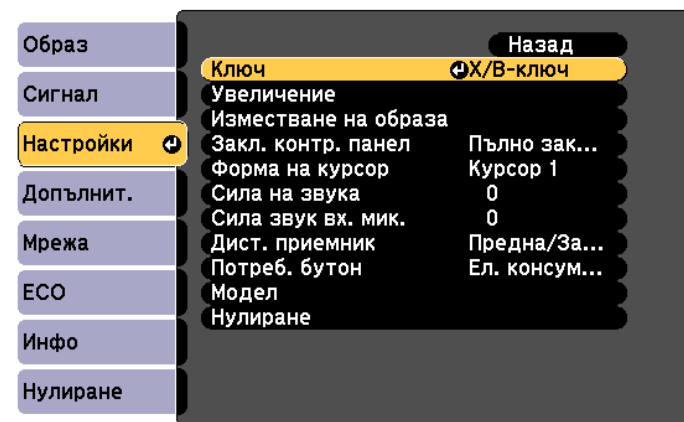 Образ
Сигнал
Настройки
Допълнит.
Мрежа
ECO
Инфо
Нулиране
Назад
Ключ Х/В-ключ
Увеличение
Изместване на образа
Закл. контр. панел Пълно зак...
Форма на курсор Курсор 1
Сила на звука 0
Сила звук вх. мик. 0
Дист. приемник Предна/За...
Потреб. бутон Ел. консум...
Модел
Нулиране